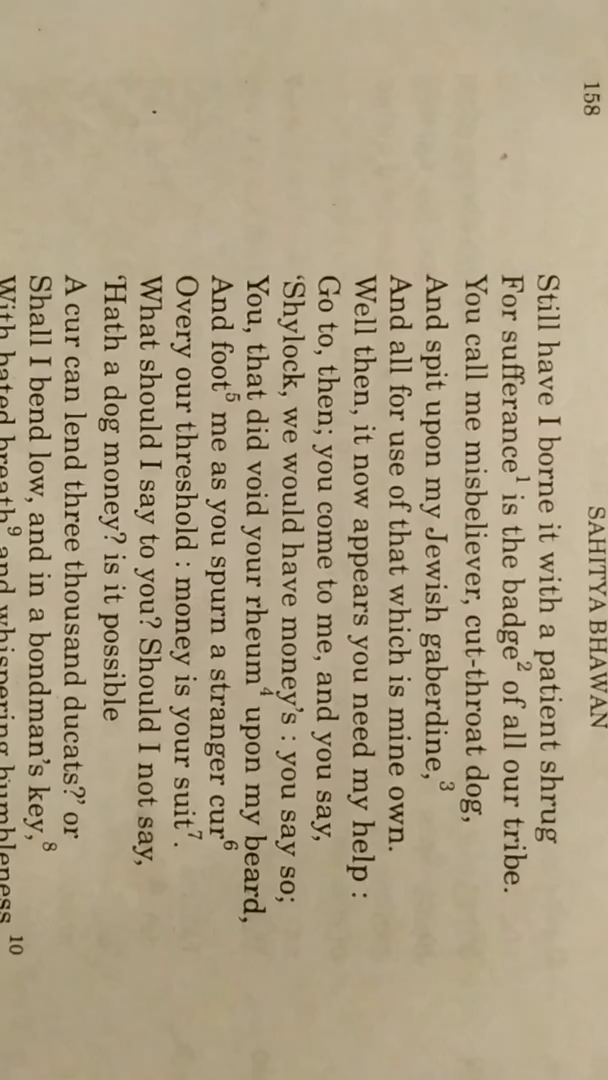 158
SAHITYA BHAWAN
Still have I borne it with a patient shrug
For sufferance1 is the badge2 of all our tribe.
You call me misbeliever, cut-throat dog,
And spit upon my Jewish gaberdine,3
And all for use of that which is mine own.
Well then, it now appears you need my help :
Go to, then; you come to me, and you say,
'Shylock, we would have money's : you say so;
You, that did void your rheum4 upon my beard,
And foot5 me as you spurn a stranger cur6
Overy our threshold : money is your suit7.
What should I say to you? Should I not say,
'Hath a dog money? is it possible
A cur can lend three thousand ducats?' or
Shall I bend low, and in a bondman's key,8
With bated breath9 and whispering humbleness10